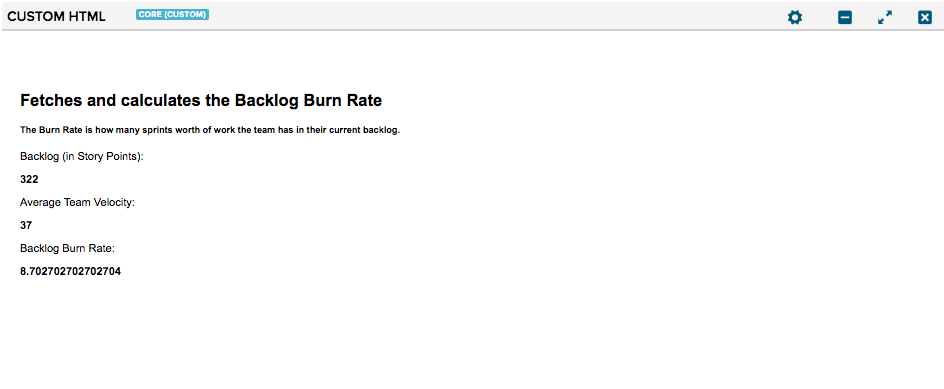 CUSTOM HTML CORE (CUSTOM)
Fetches and calculates the Backlog Burn Rate
The Burn Rate is how many sprints worth of work the team has in their current backlog.
Backlog (in Story Points):
322
Average Team Velocity:
37
Backlog Burn Rate:
8.702702702702704